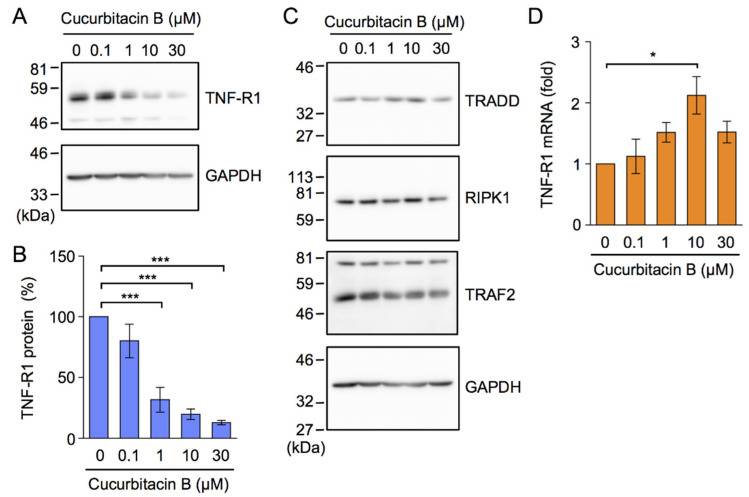 A
Cucurbitacin B (μM)
0 0.1 1 10 30
81
59
46
TNF-R1
46
33
GAPDH
(kDa)
B
TNF-R1 protein (%)
150
100
50
0
***
***
***
0 0.1 1 10 30
Cucurbitacin B (μM)
C
Cucurbitacin B (μM)
0 0.1 1 10 30
46
32
27
TRADD
113
81
59
RIPK1
81
59
46
TRAF2
46
32
27
GAPDH
(kDa)
D
TNF-R1 mRNA (fold)
3
2
1
0
*
0 0.1 1 10 30
Cucurbitacin B (μM)